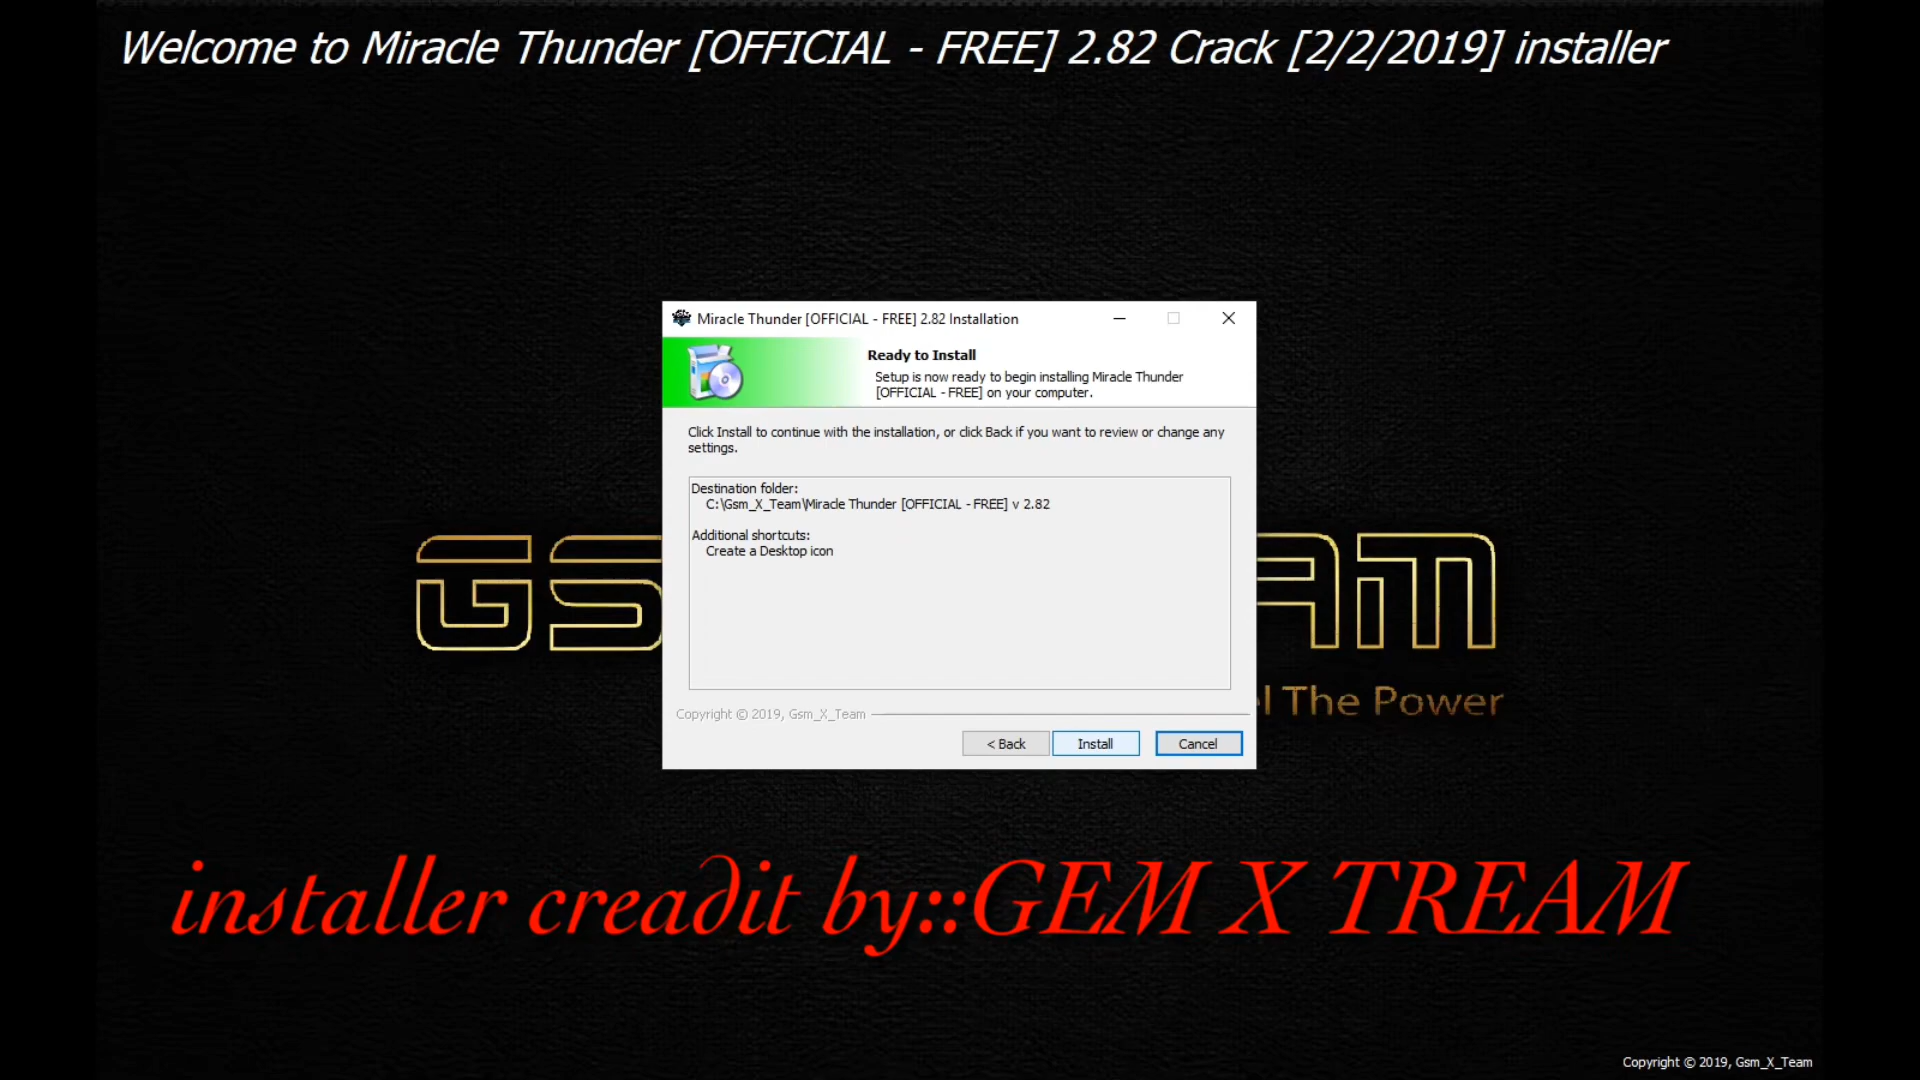 Welcome to Miracle Thunder [OFFICIAL - FREE] 2.82 Crack [2/2/2019] installer
Miracle Thunder [OFFICIAL - FREE] 2.82 Installation
Ready to Install
Setup is now ready to begin installing Miracle Thunder
[OFFICIAL - FREE] on your computer.
Click Install to continue with the installation, or click Back if you want to review or change any
settings.
Destination folder:
C:\Gsm_X_Team\Miracle Thunder [OFFICIAL - FREE] v 2.82
Additional shortcuts:
Create a Desktop icon
GS AM
l The Power
Copyright © 2019, Gsm_X_Team
< Back Install Cancel
installer creadit by::GEM X TREAM
Copyright © 2019, Gsm_X_Team